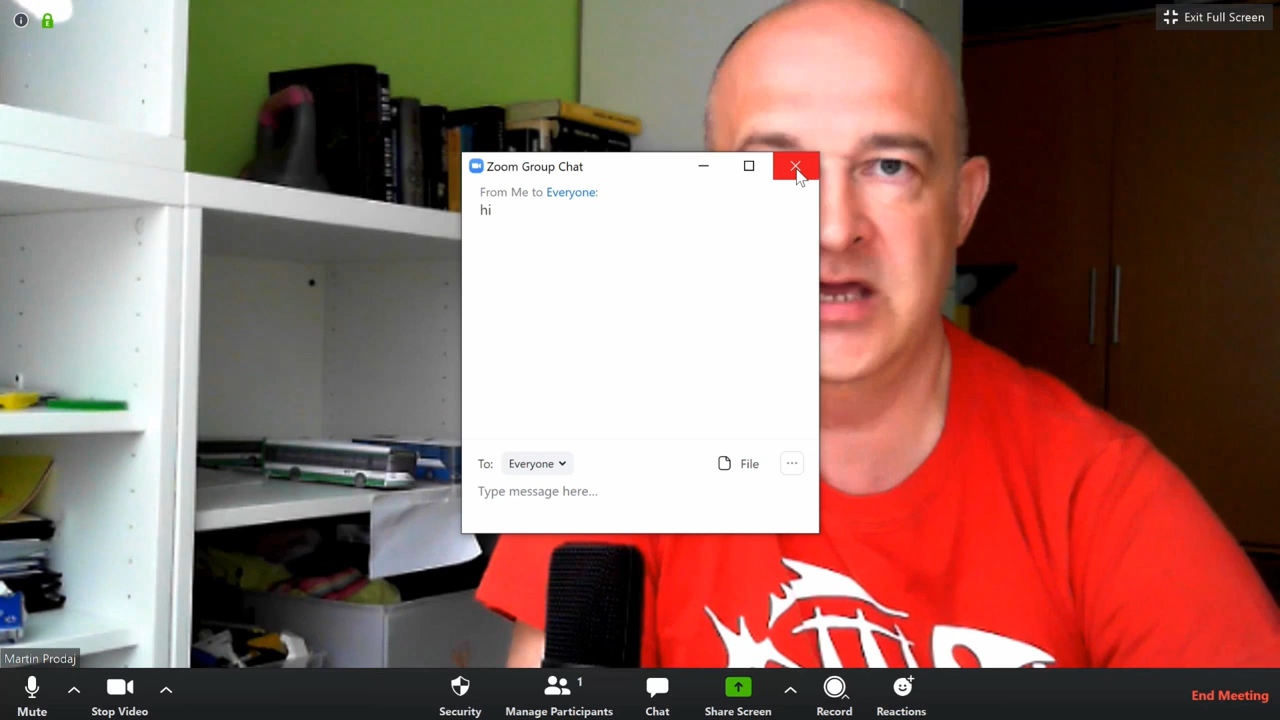 Exit Full Screen
Zoom Group Chat
From Me to Everyone:
hi
To: Everyone File
Type message here...
Martin Prodaj
Mute
Stop Video
Security
Manage Participants 1
Chat
Share Screen
Record
Reactions
End Meeting